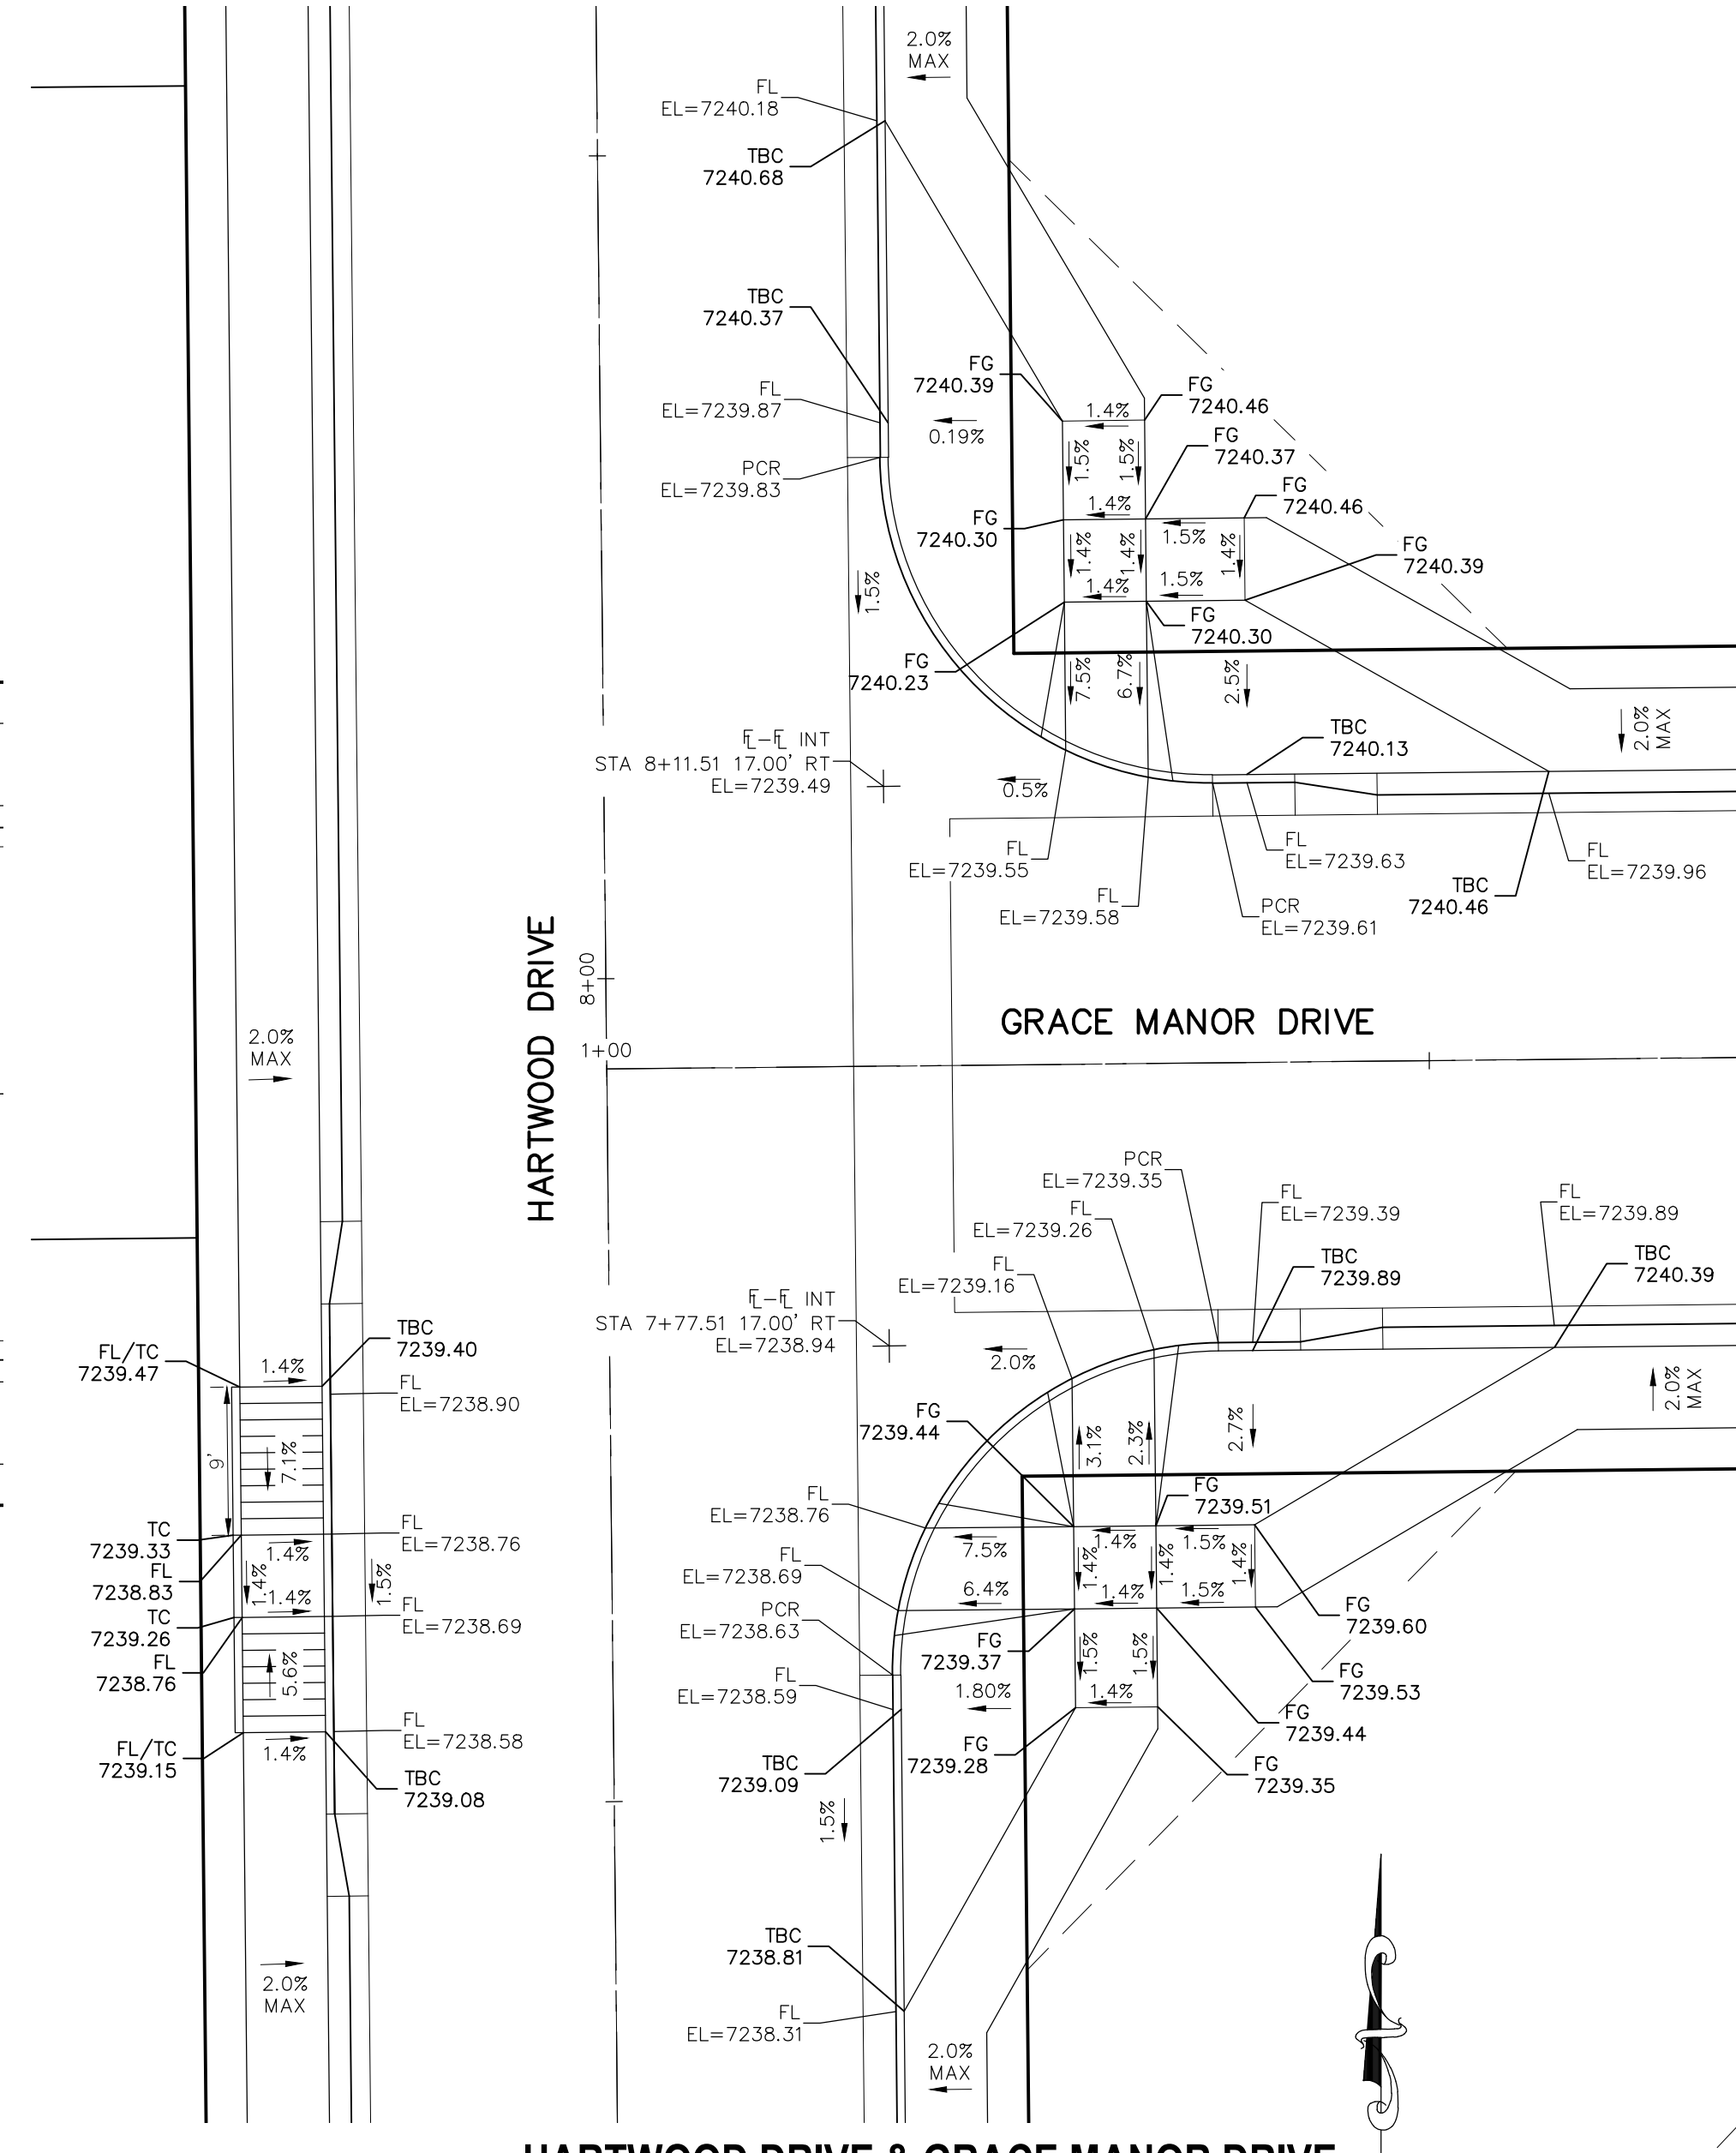 2.0%
MAX
FL
EL=7240.18
TBC
7240.68
TBC
7240.37
FL
EL=7239.87
PCR
EL=7239.83
FG
7240.39
FG
7240.46
1.4%
0.19%
1.5%
1.5%
FG
7240.37
FG
7240.46
1.4%
1.5%
FG
7240.30
1.4%
1.4%
1.4%
FG
7240.39
1.4%
1.5%
1.5%
FG
7240.30
FG
7240.23
7.5%
6.7%
2.5%
2.0%
MAX
TBC
7240.13
FL-FL INT
STA 8+11.51 17.00' RT
EL=7239.49
0.5%
FL
EL=7239.55
FL
EL=7239.63
FL
EL=7239.96
FL
EL=7239.58
PCR
EL=7239.61
TBC
7240.46
HARTWOOD DRIVE
8+00
1+00
GRACE MANOR DRIVE
2.0%
MAX
PCR
EL=7239.35
FL
EL=7239.26
FL
EL=7239.39
FL
EL=7239.89
FL
EL=7239.16
TBC
7239.89
TBC
7240.39
FL-FL INT
STA 7+77.51 17.00' RT
EL=7238.94
2.0%
TBC
7239.40
FL/TC
7239.47
1.4%
FL
EL=7238.90
9'
7.1%
FG
7239.44
3.1%
2.3%
2.7%
2.0%
MAX
FG
7239.51
FL
EL=7238.76
7.5%
1.4%
1.5%
TC
7239.33
FL
7238.83
1.4%
FL
EL=7238.76
1.4%
1.4%
1.5%
FL
EL=7238.69
6.4%
1.4%
1.4%
1.4%
1.4%
1.5%
TC
7239.26
FL
7238.76
FL
EL=7238.69
PCR
EL=7238.63
FG
7239.60
FG
7239.37
1.5%
1.5%
FG
7239.53
5.6%
FL
EL=7238.59
1.80%
1.4%
FG
7239.44
FL/TC
7239.15
1.4%
FL
EL=7238.58
TBC
7239.08
TBC
7239.09
FG
7239.28
FG
7239.35
1.5%
TBC
7238.81
2.0%
MAX
FL
EL=7238.31
2.0%
MAX
HARTWOOD DRIVE & GRACE MANOR DRIVE